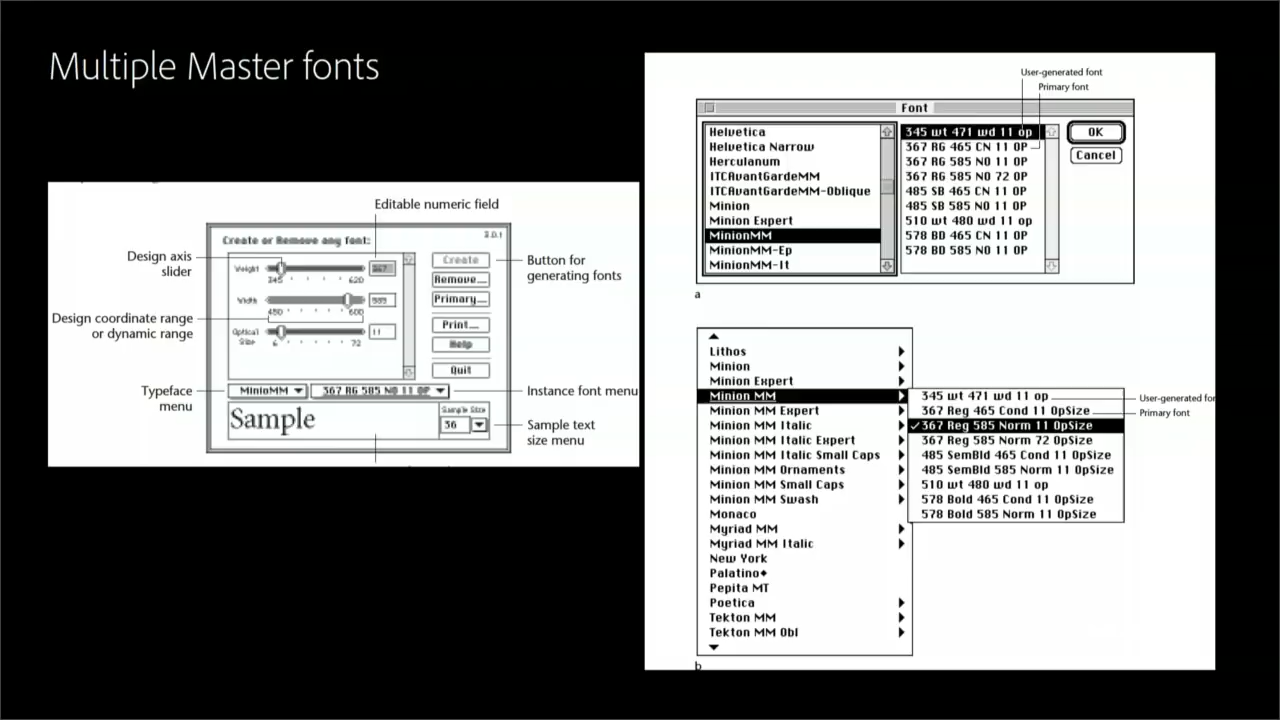 Multiple Master fonts
Editable numeric field
Create or Remove any font:
3.0.1
Design axis
slider
Weight
367
345
620
Width
450
600
Design coordinate range
or dynamic range
Optical
Size
11
6
72
Create
Remove...
Primary...
Print...
Help
Quit
Button for
generating fonts
Typeface
menu
MinioMM
367 RG 585 NO 11 OP
Instance font menu
Sample
Sample Size
36
Sample text
size menu
User-generated font
Primary font
Font
Helvetica
Helvetica Narrow
Herculanum
ITCAvantGardeMM
ITCAvantGardeMM-Oblique
Minion
Minion Expert
MinionMM
MinionMM-Ep
MinionMM-It
345 wt 471 wd 11 op
367 RG 465 CN 11 OP
367 RG 585 NO 11 OP
367 RG 585 NO 72 OP
485 SB 465 CN 11 OP
485 SB 585 NO 11 OP
510 wt 480 wd 11 op
578 BD 465 CN 11 OP
578 BD 585 NO 11 OP
OK
Cancel
a
Lithos
Minion
Minion Expert
Minion MM
Minion MM Expert
Minion MM Italic
Minion MM Italic Expert
Minion MM Italic Small Caps
Minion MM Ornaments
Minion MM Small Caps
Minion MM Swash
Monaco
Myriad MM
Myriad MM Italic
New York
Palatino♦
Pepita MT
Poetica
Tekton MM
Tekton MM Obl
345 wt 471 wd 11 op
367 Reg 465 Cond 11 OpSize
✓367 Reg 585 Norm 11 OpSize
367 Reg 585 Norm 72 OpSize
485 SemBld 465 Cond 11 OpSize
485 SemBld 585 Norm 11 OpSize
510 wt 480 wd 11 op
578 Bold 465 Cond 11 OpSize
578 Bold 585 Norm 11 OpSize
User-generated for
Primary font
b